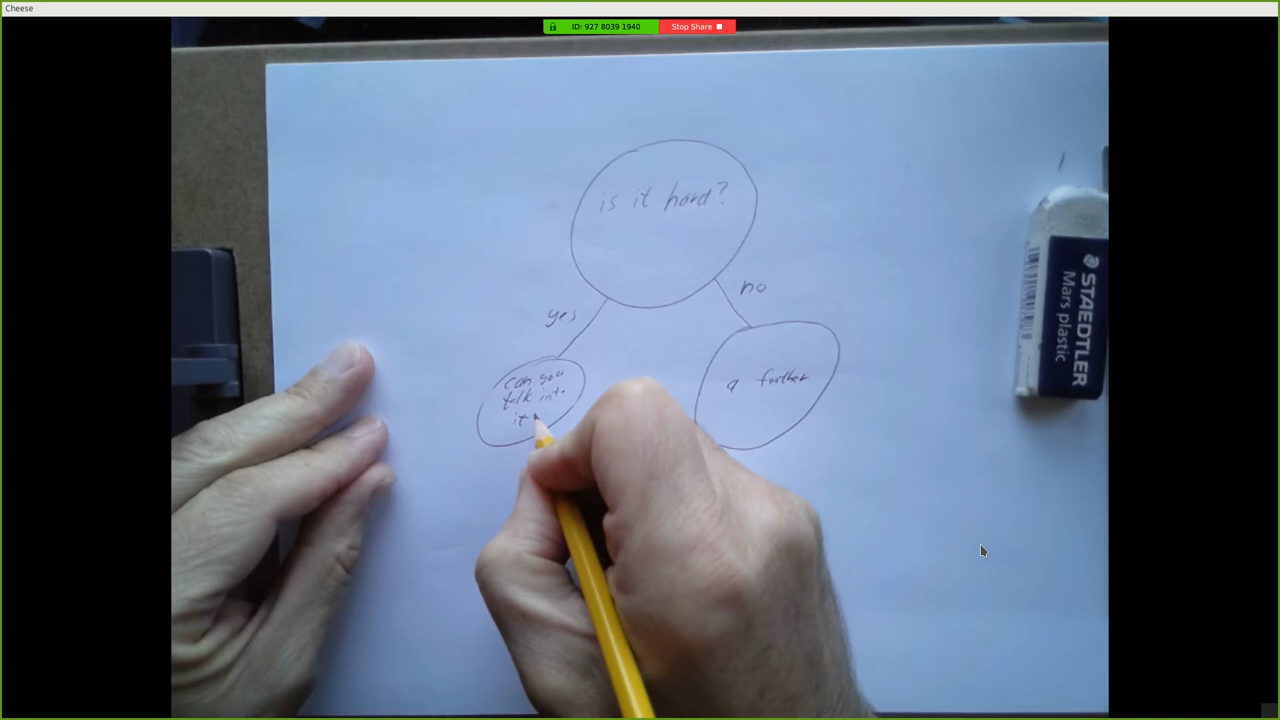 Cheese
ID: 927 8039 1940
Stop Share
is it hard?
yes
no
can you
talk into
it
a further
STAEDTLER
Mars plastic